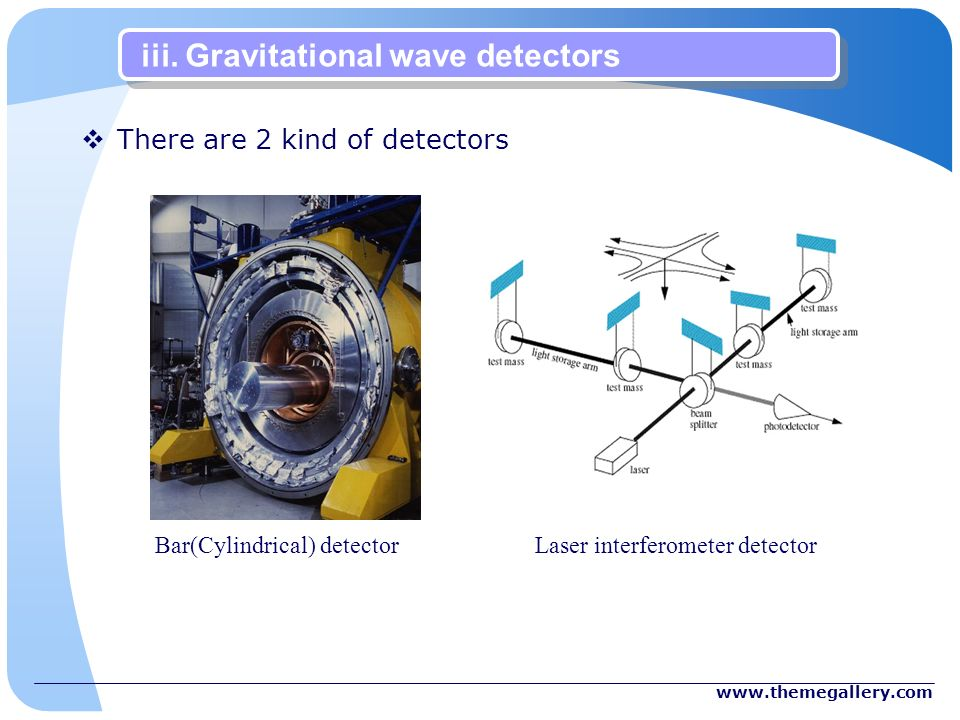 iii. Gravitational wave detectors
There are 2 kind of detectors
test mass
light storage arm
test mass
light storage arm
test mass
test mass
beam
splitter
photodetector
laser
Bar(Cylindrical) detector
Laser interferometer detector
www.themegallery.com